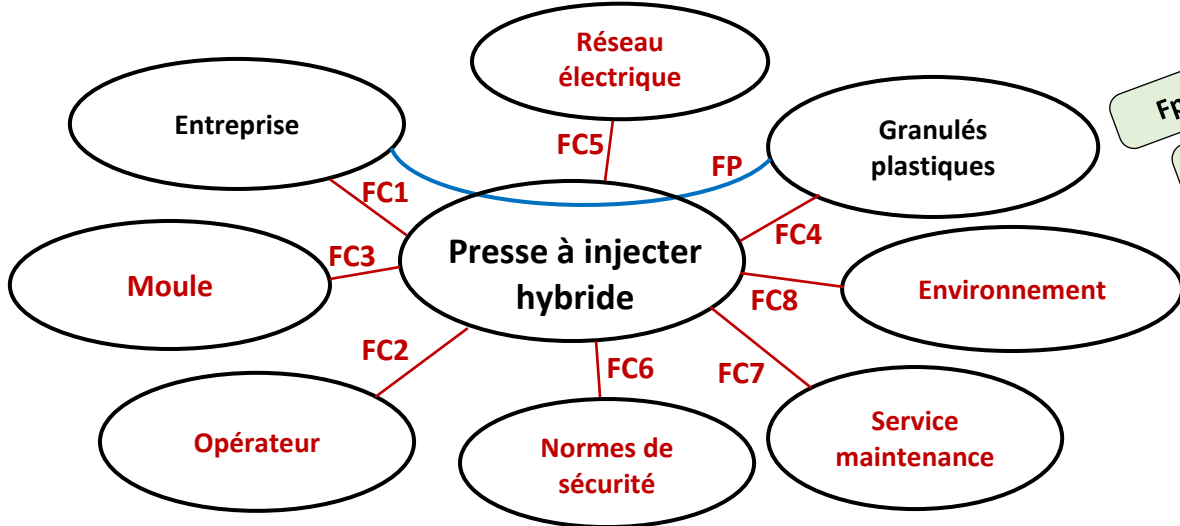 Réseau
électrique
Entreprise
Granulés
plastiques
Fp
FC5
FP
FC1
FC4
Presse à injecter
hybride
FC3
Moule
FC8
Environnement
FC2
FC6
FC7
Opérateur
Normes de
sécurité
Service
maintenance